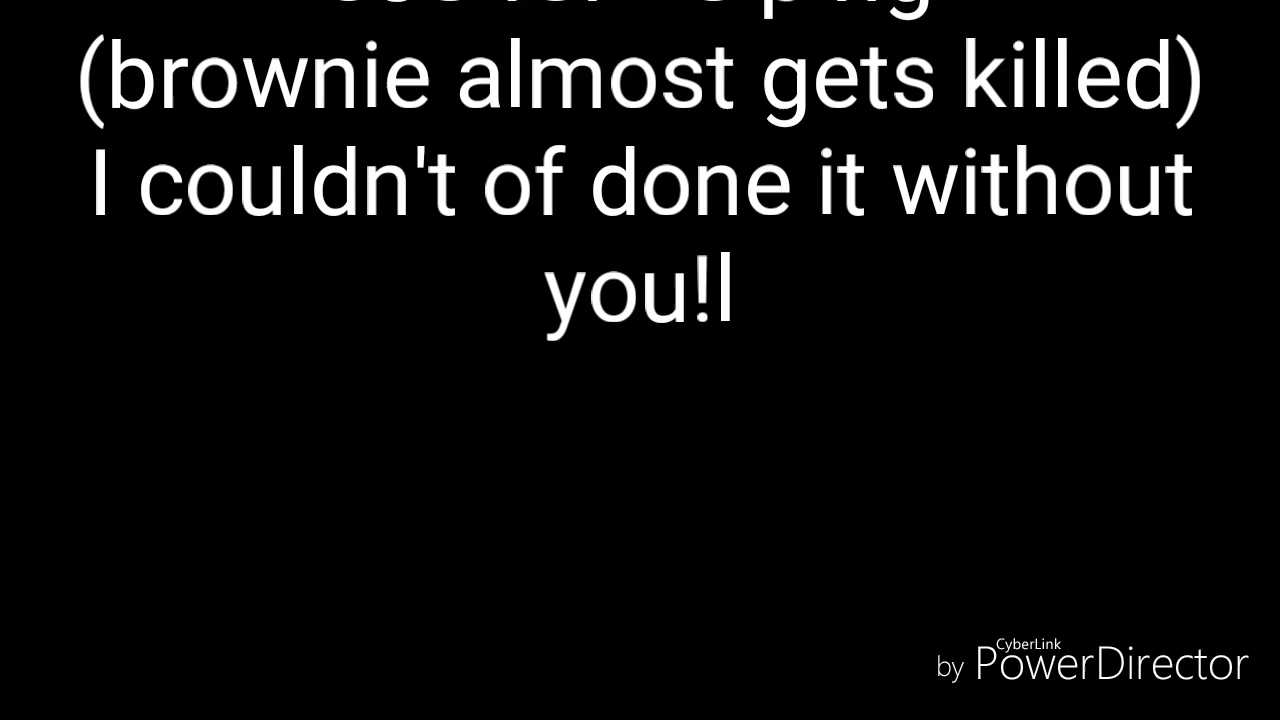 (brownie almost gets killed)
I couldn't of done it without
you!l
CyberLink
by PowerDirector